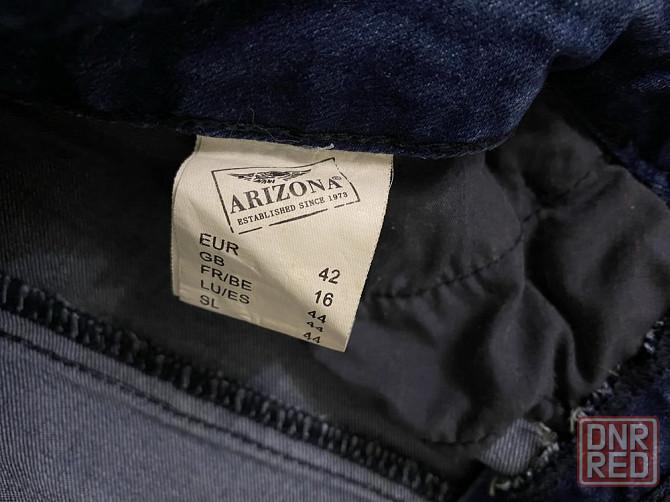 ARIZONA®
ESTABLISHED SINCE 1973
EUR 42
GB 16
FR/BE 44
LU/ES 44
SL 44
DNR
RED